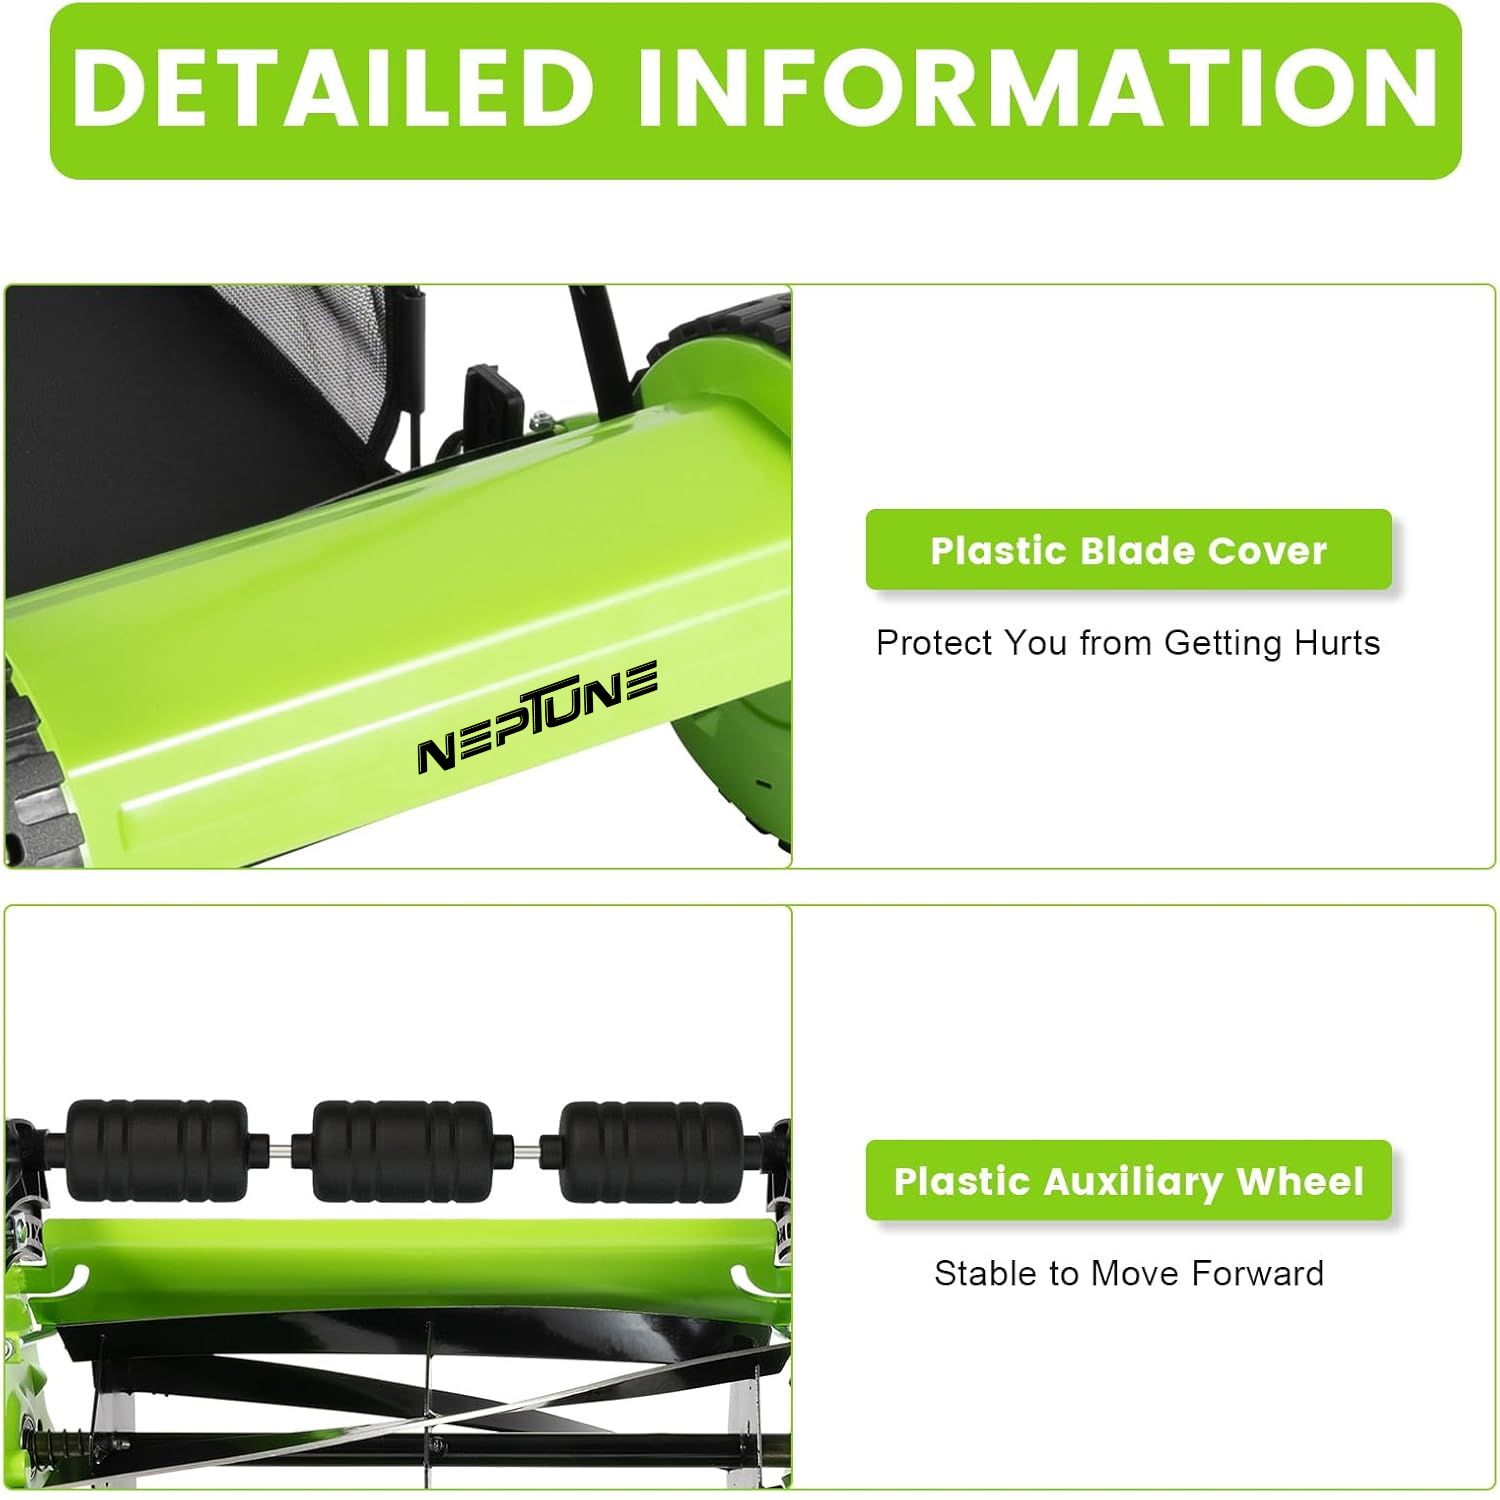 DETAILED INFORMATION
NEPTUNE
Plastic Blade Cover
Protect You from Getting Hurts
Plastic Auxiliary Wheel
Stable to Move Forward